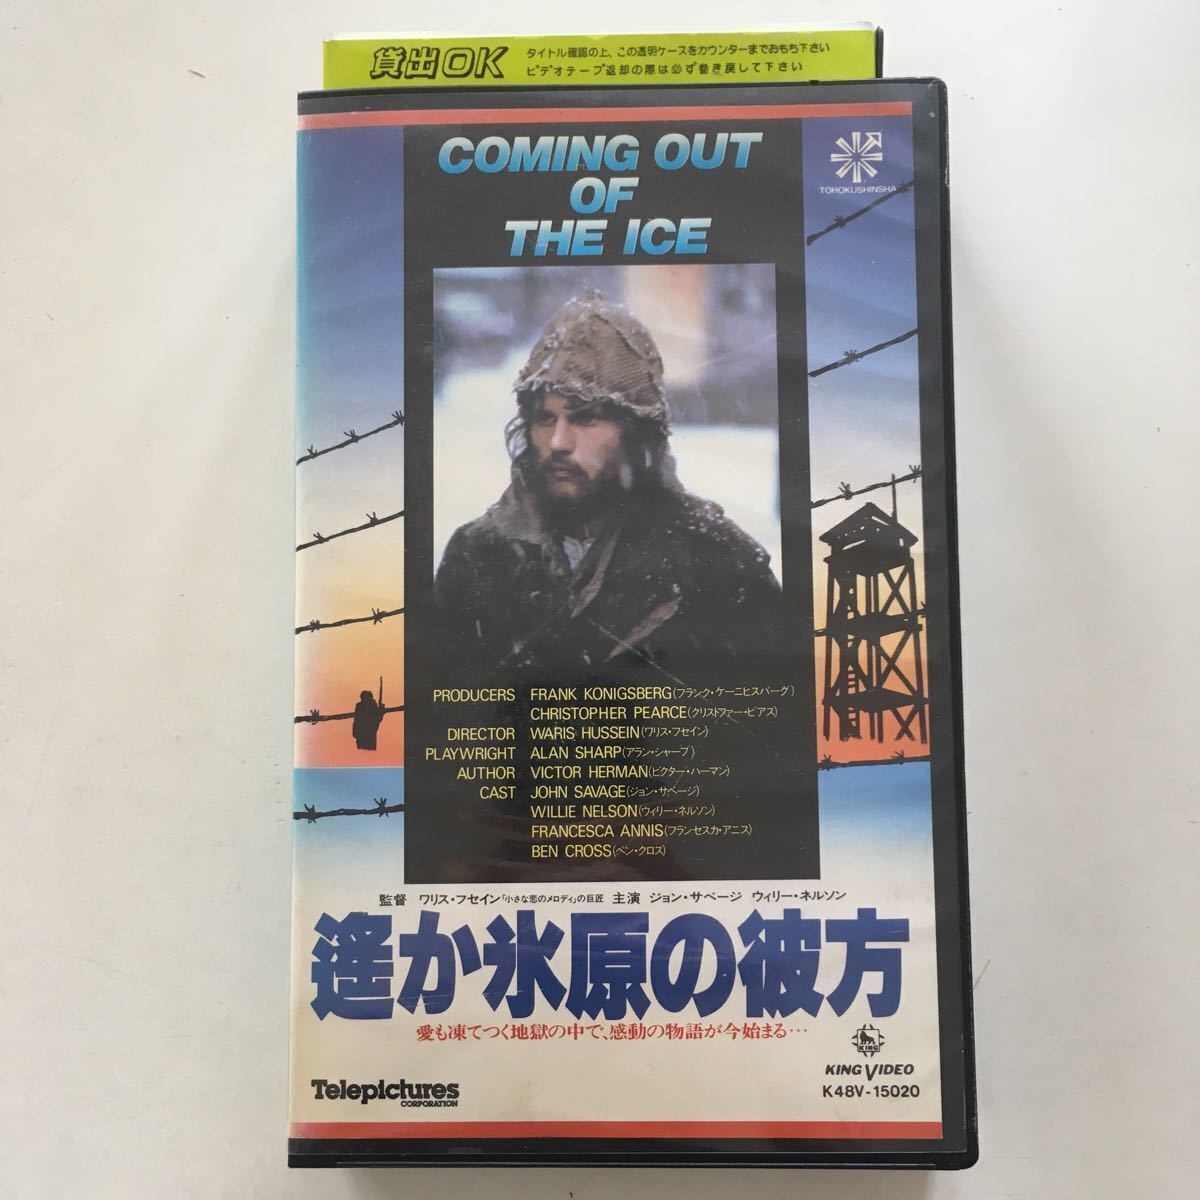 貸出OK
タイトル確認の上、この透明ケースをカウンターまでおもち下さい
ビデオテープ返却の際は必ず巻き戻して下さい
COMING OUT
OF
THE ICE
TOHOKUSHINSHA
PRODUCERS FRANK KONIGSBERG(フランク・ケーニヒスバーグ)
CHRISTOPHER PEARCE(クリストファー・ピアス)
DIRECTOR WARIS HUSSEIN(ワリス・フセイン)
PLAYWRIGHT ALAN SHARP(アラン・シャープ)
AUTHOR VICTOR HERMAN(ビクター・ハーマン)
CAST JOHN SAVAGE(ジョン・サベージ)
WILLIE NELSON(ウィリー・ネルソン)
FRANCESCA ANNIS(フランセスカ・アニス)
BEN CROSS(ベン・クロス)
監督 ワリス・フセイン「小さな恋のメロディ」の巨匠 主演 ジョン・サベージ ウィリー・ネルソン
遥か氷原の彼方
愛も凍てつく地獄の中で、感動の物語が今始まる…
KING
KING VIDEO
K48V-15020
Telepictures
CORPORATION